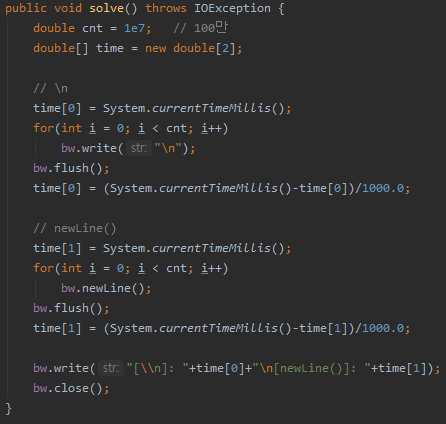 public void solve() throws IOException {
    double cnt = 1e7;   // 100만
    double[] time = new double[2];

    // \n
    time[0] = System.currentTimeMillis();
    for(int i = 0; i < cnt; i++)
        bw.write( str: "\n");
    bw.flush();
    time[0] = (System.currentTimeMillis()-time[0])/1000.0;

    // newLine()
    time[1] = System.currentTimeMillis();
    for(int i = 0; i < cnt; i++)
        bw.newLine();
    bw.flush();
    time[1] = (System.currentTimeMillis()-time[1])/1000.0;

    bw.write( str: "[\\n]: "+time[0]+"\n[newLine()]: "+time[1]);
    bw.close();
}